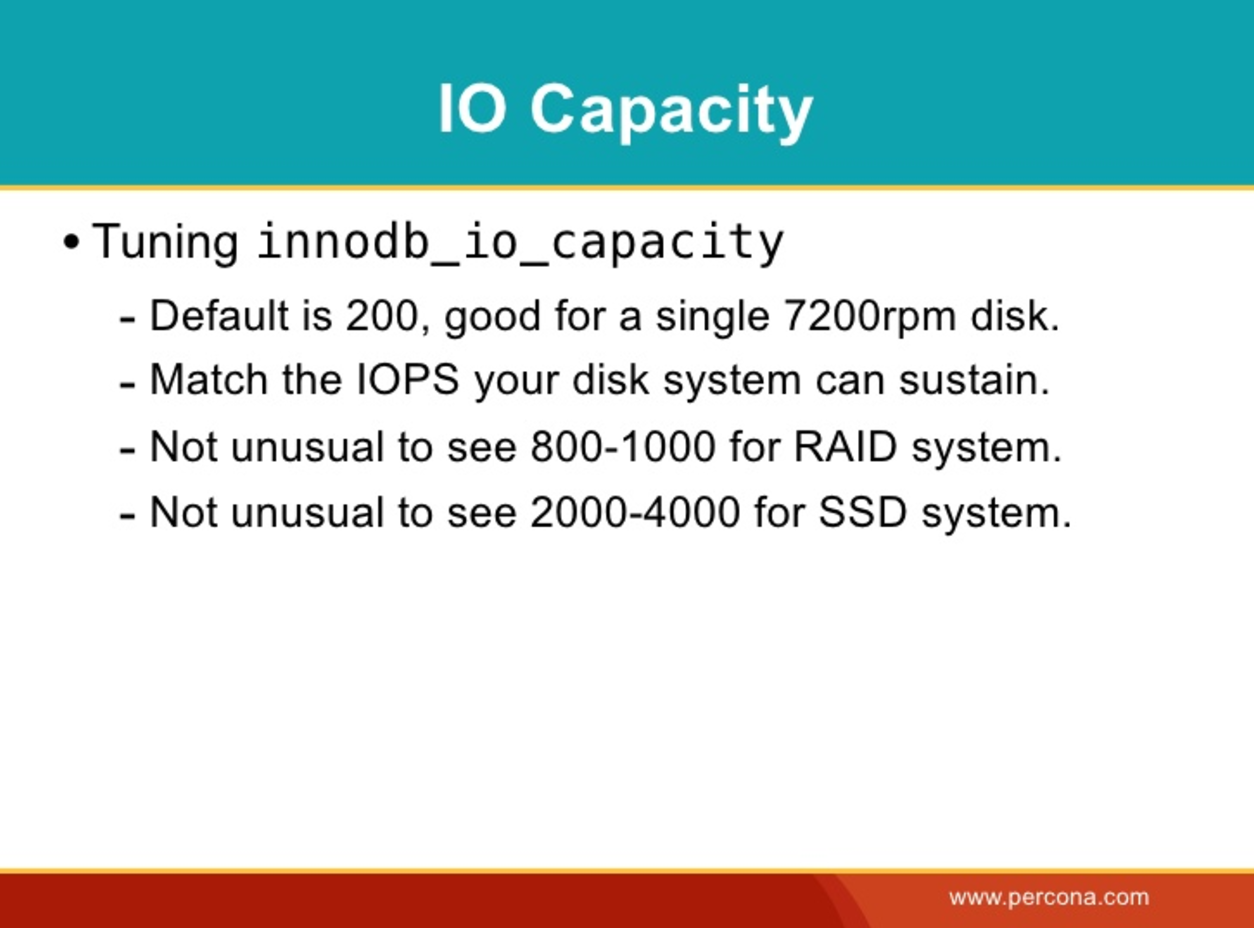 IO Capacity
• Tuning innodb_io_capacity
- Default is 200, good for a single 7200rpm disk.
- Match the IOPS your disk system can sustain.
- Not unusual to see 800-1000 for RAID system.
- Not unusual to see 2000-4000 for SSD system.
www.percona.com